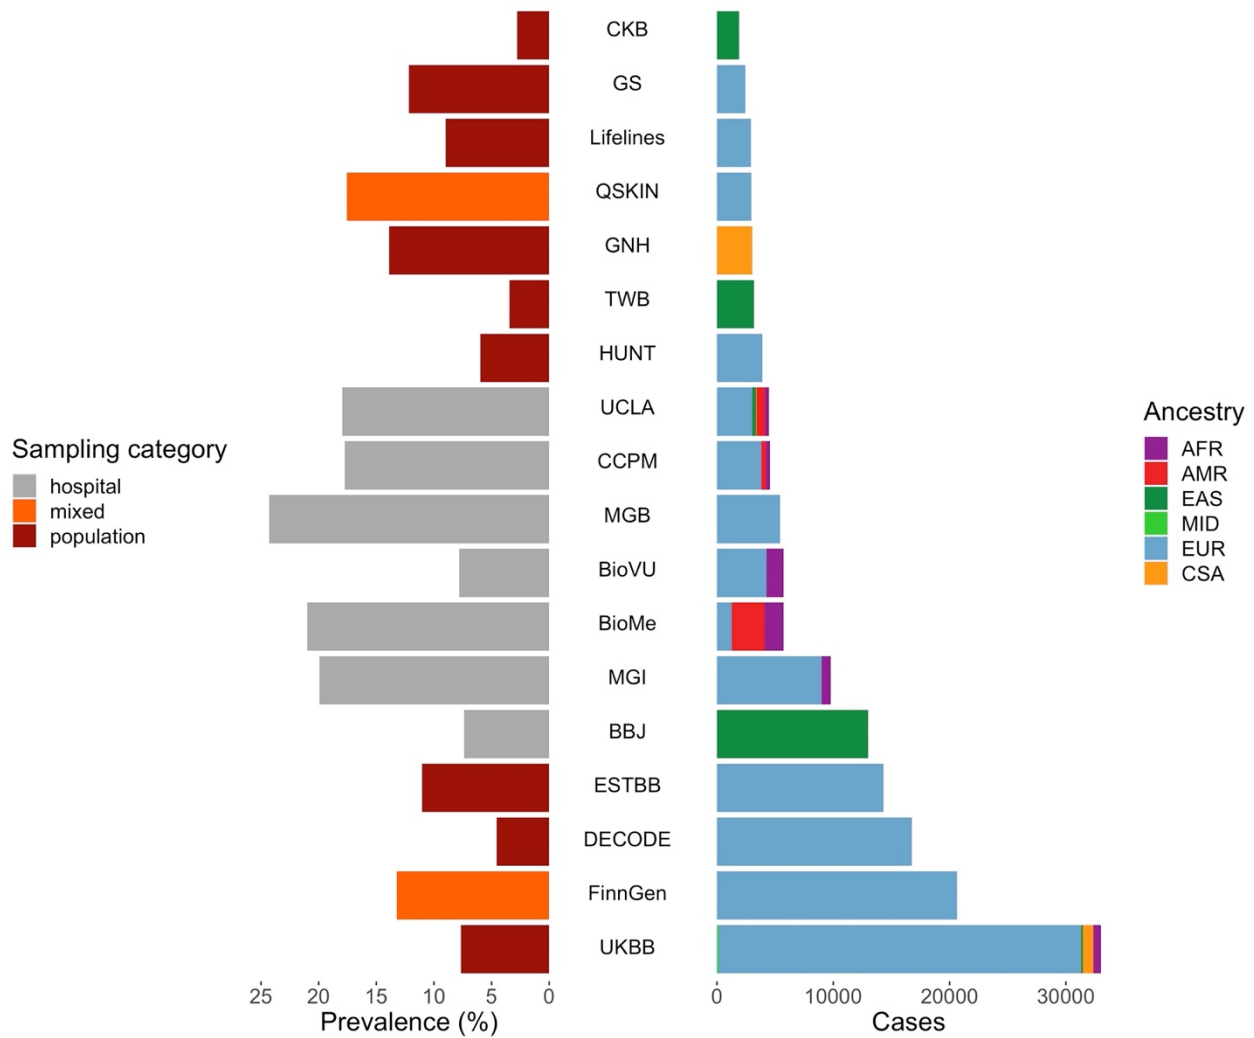 CKB
GS
Lifelines
QSKIN
GNH
TWB
HUNT
UCLA
CCPM
MGB
BioVU
BioMe
MGI
BBJ
ESTBB
DECODE
FinnGen
UKBB
Sampling category
hospital
mixed
population
Ancestry
AFR
AMR
EAS
MID
EUR
CSA
25 20 15 10 5 0
Prevalence (%)
0 10000 20000 30000
Cases